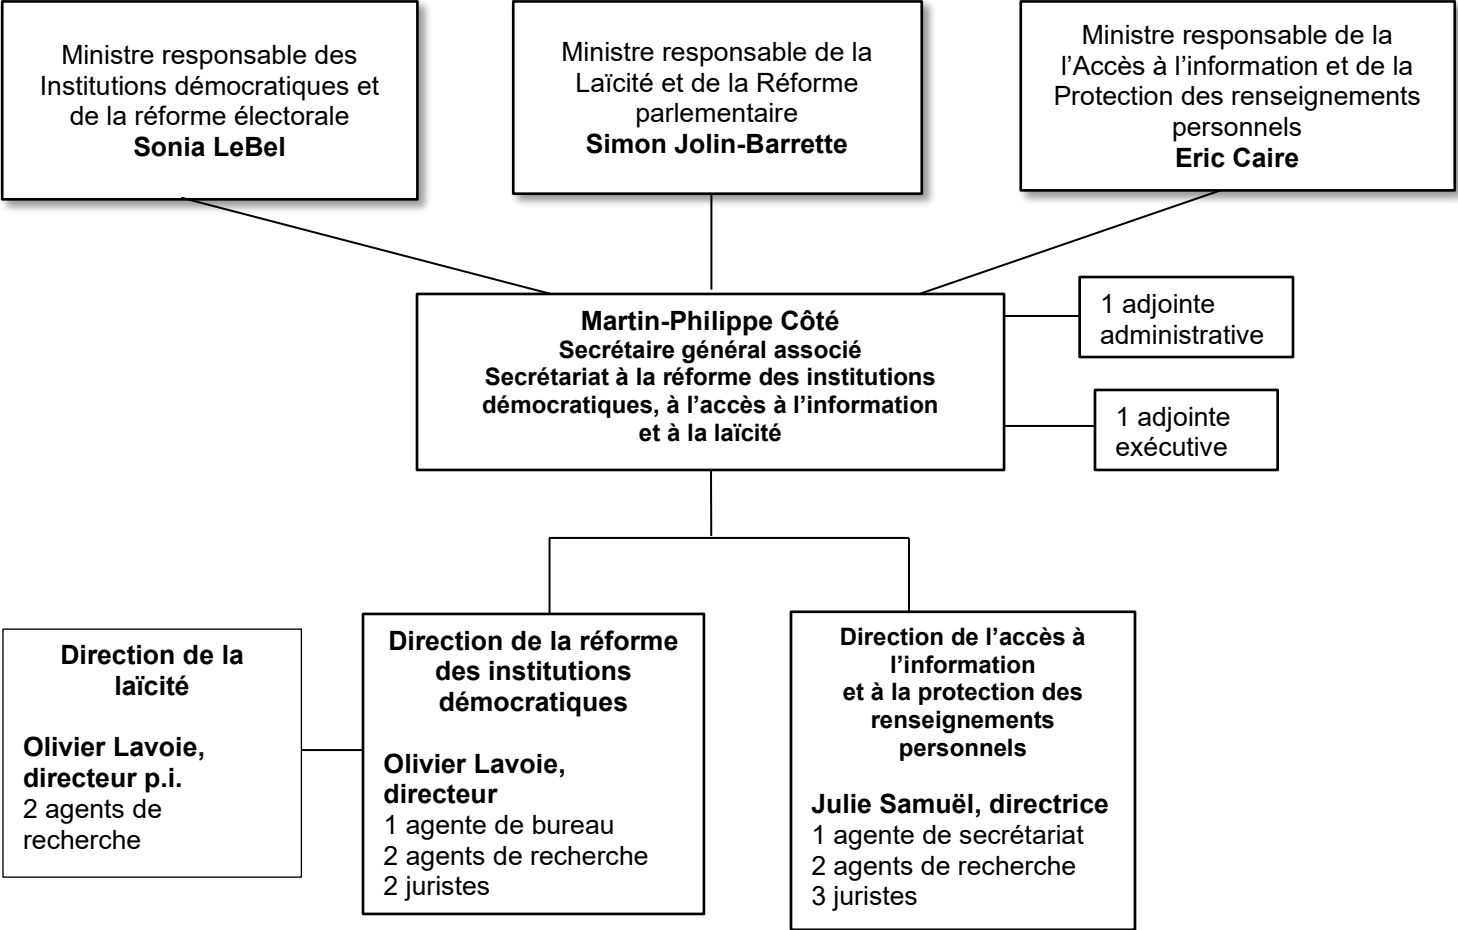 Ministre responsable des
Institutions démocratiques et
de la réforme électorale
Sonia LeBel
Ministre responsable de la
Laïcité et de la Réforme
parlementaire
Simon Jolin-Barrette
Ministre responsable de la
l’Accès à l’information et de la
Protection des renseignements
personnels
Eric Caire
Martin-Philippe Côté
Secrétaire général associé
Secrétariat à la réforme des institutions
démocratiques, à l’accès à l’information
et à la laïcité
1 adjointe
administrative
1 adjointe
exécutive
Direction de la
laïcité
Olivier Lavoie,
directeur p.i.
2 agents de
recherche
Direction de la réforme
des institutions
démocratiques
Olivier Lavoie,
directeur
1 agente de bureau
2 agents de recherche
2 juristes
Direction de l’accès à
l’information
et à la protection des
renseignements
personnels
Julie Samuël, directrice
1 agente de secrétariat
2 agents de recherche
3 juristes